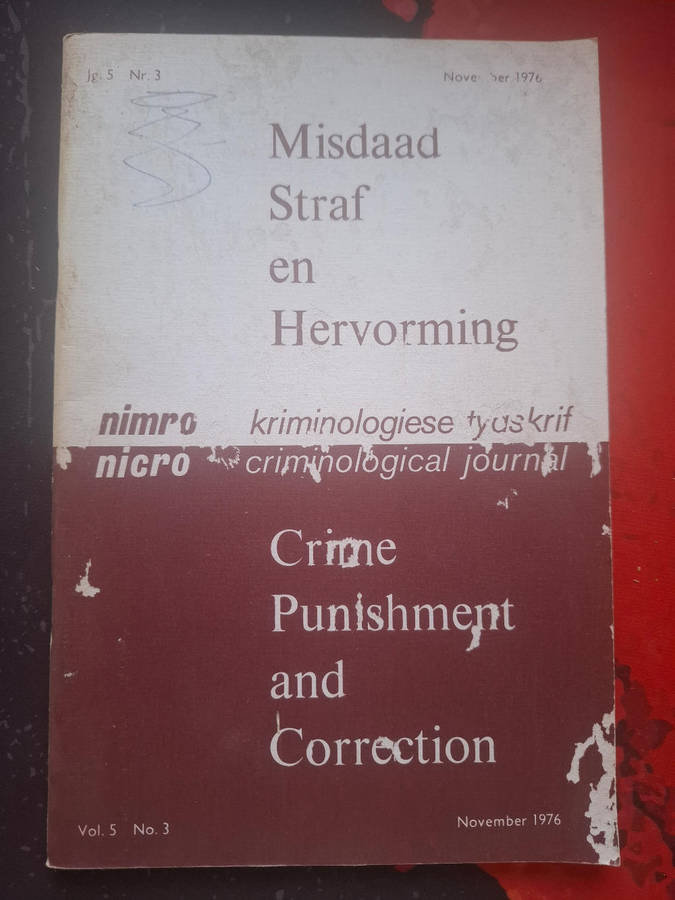 Jg. 5 Nr. 3 November 1976
Misdaad
Straf
en
Hervorming
nimro kriminologiese tydskrif
nicro criminological journal
Crime
Punishment
and
Correction
Vol. 5 No. 3 November 1976